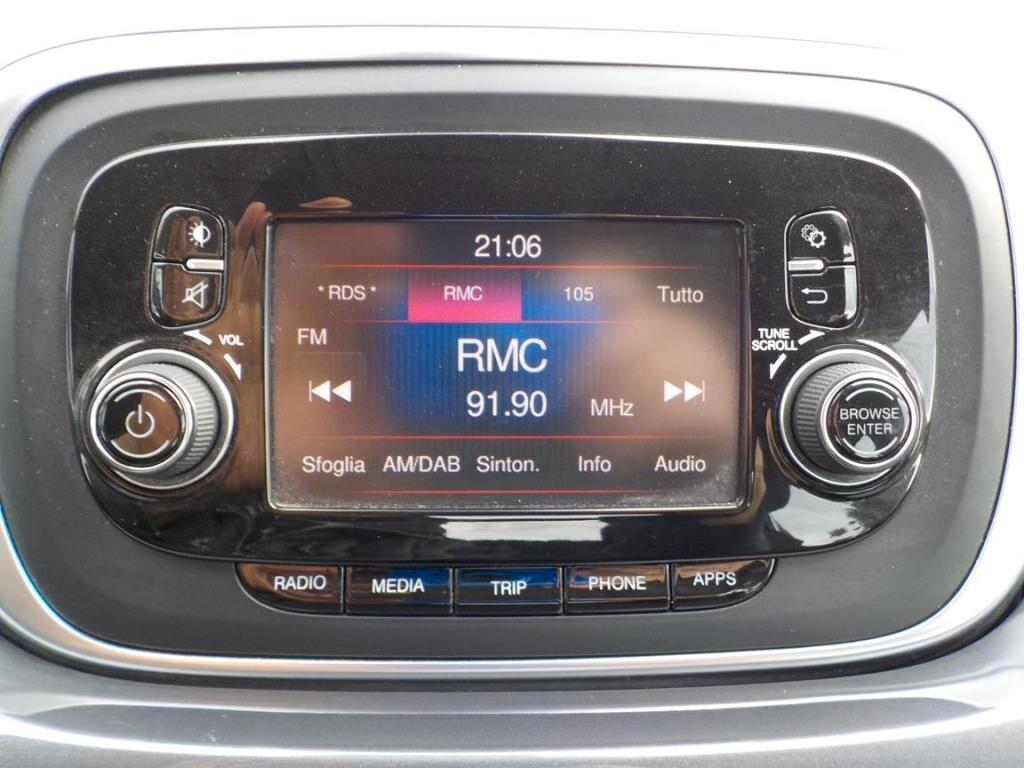 21:06
*RDS* RMC 105 Tutto
VOL
FM
TUNE
SCROLL
RMC
91.90 MHz
BROWSE
ENTER
Sfoglia AM/DAB Sinton. Info Audio
RADIO MEDIA TRIP PHONE APPS